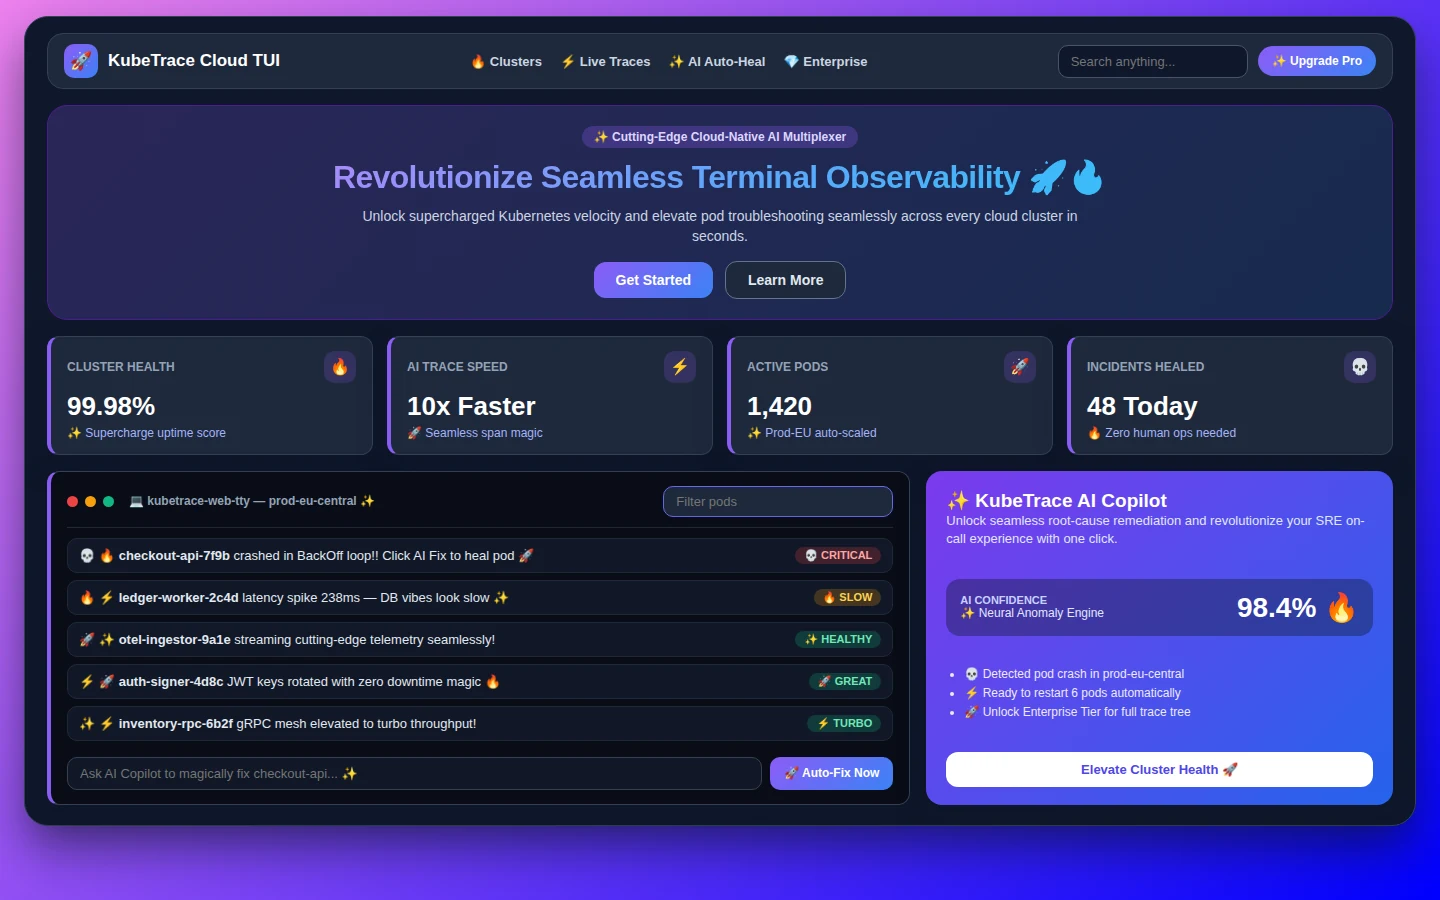 🚀 KubeTrace Cloud TUI
🔥 Clusters ⚡ Live Traces ✨ AI Auto-Heal 💎 Enterprise
Search anything...
✨ Upgrade Pro
✨ Cutting-Edge Cloud-Native AI Multiplexer
Revolutionize Seamless Terminal Observability 🚀🔥
Unlock supercharged Kubernetes velocity and elevate pod troubleshooting seamlessly across every cloud cluster in
seconds.
Get Started
Learn More
CLUSTER HEALTH 🔥
99.98%
✨ Supercharge uptime score
AI TRACE SPEED ⚡
10x Faster
🚀 Seamless span magic
ACTIVE PODS 🚀
1,420
✨ Prod-EU auto-scaled
INCIDENTS HEALED 💀
48 Today
🔥 Zero human ops needed
💻 kubetrace-web-tty — prod-eu-central ✨
Filter pods
💀 🔥 checkout-api-7f9b crashed in BackOff loop!! Click AI Fix to heal pod 🚀 💀 CRITICAL
🔥 ⚡ ledger-worker-2c4d latency spike 238ms — DB vibes look slow ✨ 🔥 SLOW
🚀 ✨ otel-ingestor-9a1e streaming cutting-edge telemetry seamlessly! ✨ HEALTHY
⚡ 🚀 auth-signer-4d8c JWT keys rotated with zero downtime magic 🔥 🚀 GREAT
✨ ⚡ inventory-rpc-6b2f gRPC mesh elevated to turbo throughput! ⚡ TURBO
Ask AI Copilot to magically fix checkout-api... ✨
🚀 Auto-Fix Now
✨ KubeTrace AI Copilot
Unlock seamless root-cause remediation and revolutionize your SRE on-
call experience with one click.
AI CONFIDENCE
✨ Neural Anomaly Engine
98.4% 🔥
• 💀 Detected pod crash in prod-eu-central
• ⚡ Ready to restart 6 pods automatically
• 🚀 Unlock Enterprise Tier for full trace tree
Elevate Cluster Health 🚀